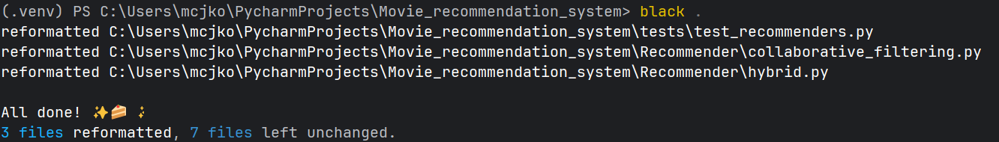 (.venv) PS C:\Users\mcjko\PycharmProjects\Movie_recommendation_system> black .
reformatted C:\Users\mcjko\PycharmProjects\Movie_recommendation_system\tests\test_recommenders.py
reformatted C:\Users\mcjko\PycharmProjects\Movie_recommendation_system\Recommender\collaborative_filtering.py
reformatted C:\Users\mcjko\PycharmProjects\Movie_recommendation_system\Recommender\hybrid.py
All done! ✨🍰 ✨
3 files reformatted, 7 files left unchanged.